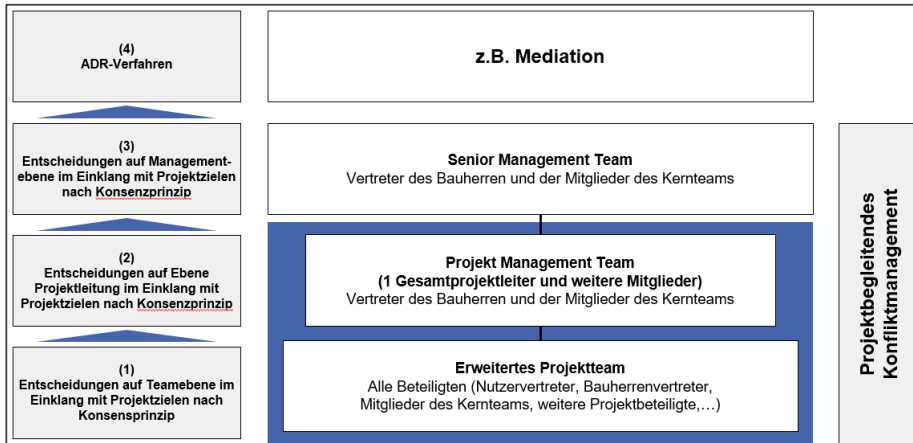 (4)
ADR-Verfahren
z.B. Mediation
(3)
Entscheidungen auf Management-
ebene im Einklang mit Projektzielen
nach Konsenzprinzip
Senior Management Team
Vertreter des Bauherren und der Mitglieder des Kernteams
(2)
Entscheidungen auf Ebene
Projektleitung im Einklang mit
Projektzielen nach Konsenzprinzip
Projekt Management Team
(1 Gesamtprojektleiter und weitere Mitglieder)
Vertreter des Bauherren und der Mitglieder des Kernteams
(1)
Entscheidungen auf Teamebene im
Einklang mit Projektzielen nach
Konsensprinzip
Erweitertes Projektteam
Alle Beteiligten (Nutzervertreter, Bauherrenvertreter,
Mitglieder des Kernteams, weitere Projektbeteiligte,…)
Projektbegleitendes
Konfliktmanagement